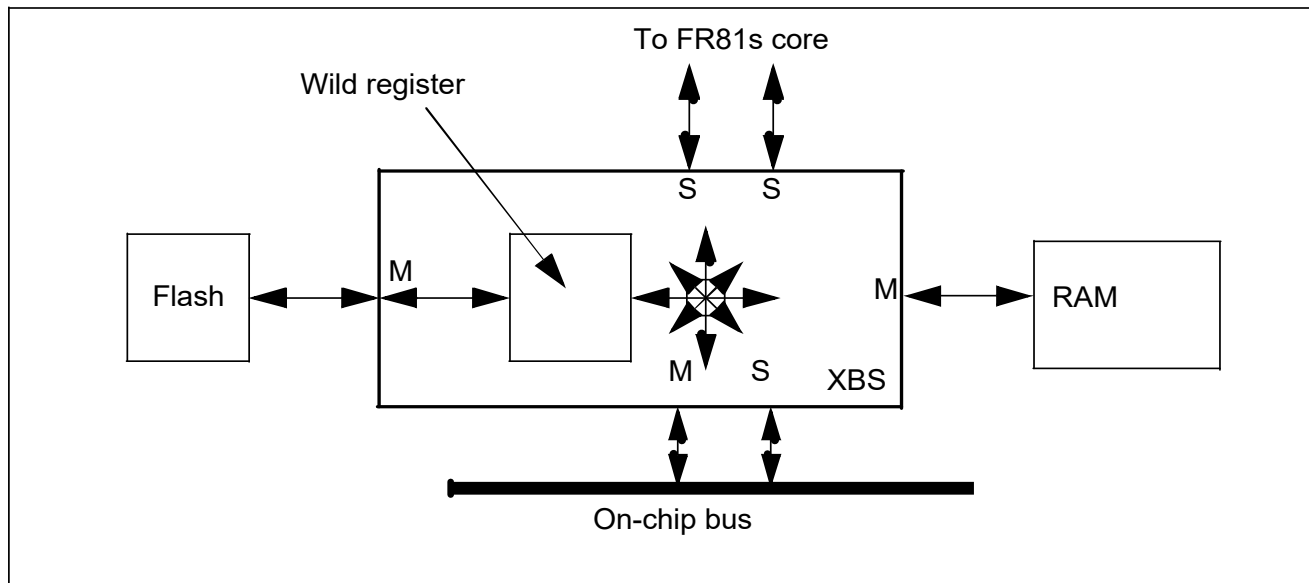 To FR81s core
Wild register
S S
Flash
M
M
RAM
M S
XBS
On-chip bus